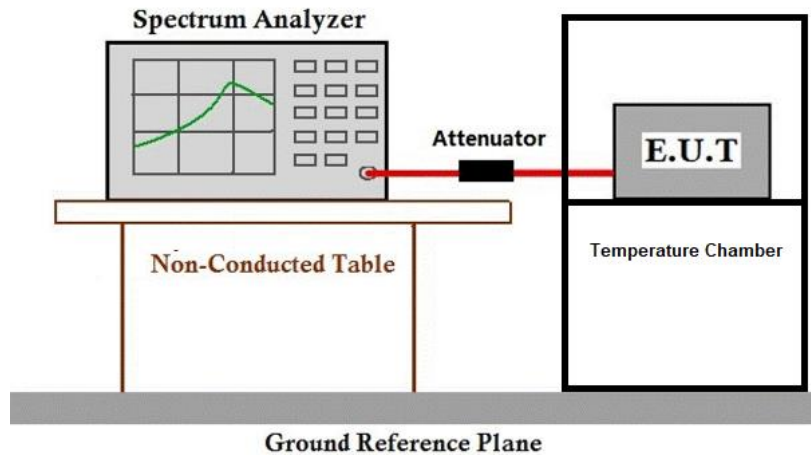 Spectrum Analyzer
Attenuator
E.U.T
Temperature Chamber
Non-Conducted Table
Ground Reference Plane